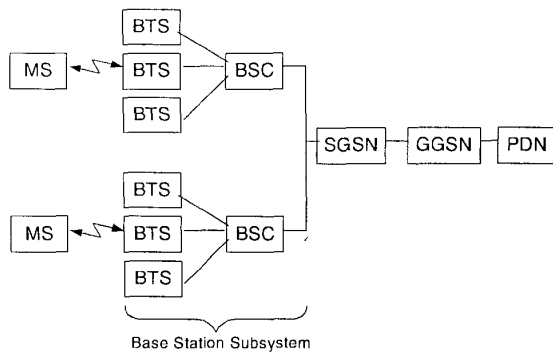 BTS
MS
BTS
BSC
BTS
SGSN
GGSN
PDN
BTS
MS
BTS
BSC
BTS
Base Station Subsystem